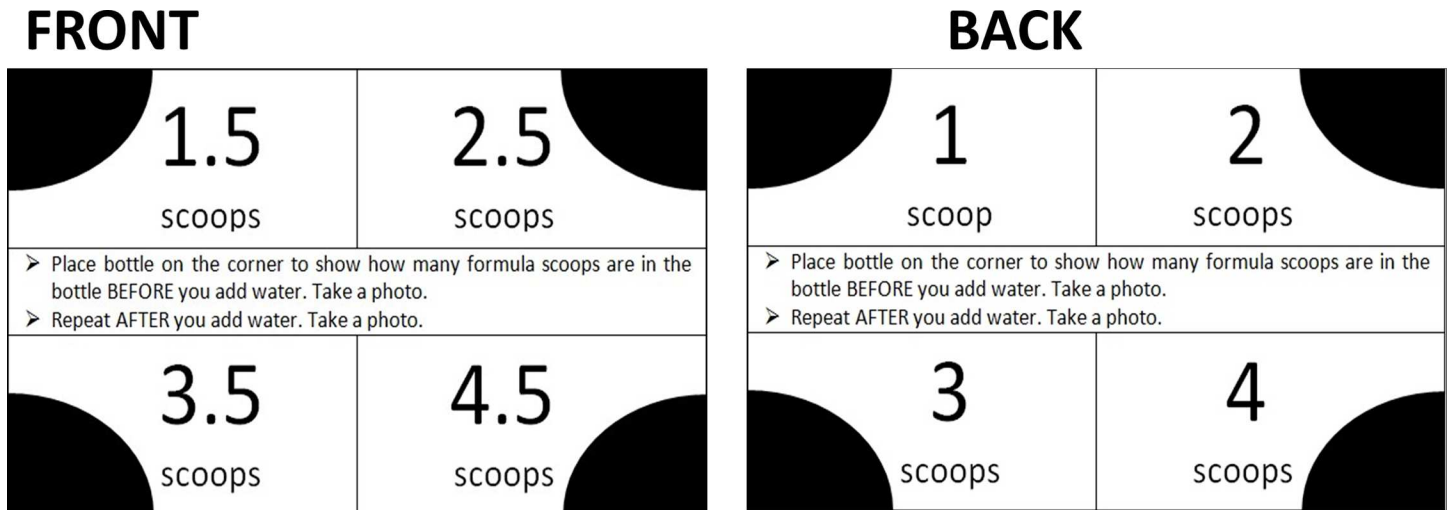 FRONT
1.5 2.5
scoops scoops
➢ Place bottle on the corner to show how many formula scoops are in the
bottle BEFORE you add water. Take a photo.
➢ Repeat AFTER you add water. Take a photo.
3.5 4.5
scoops scoops
BACK
1 2
scoop scoops
➢ Place bottle on the corner to show how many formula scoops are in the
bottle BEFORE you add water. Take a photo.
➢ Repeat AFTER you add water. Take a photo.
3 4
scoops scoops